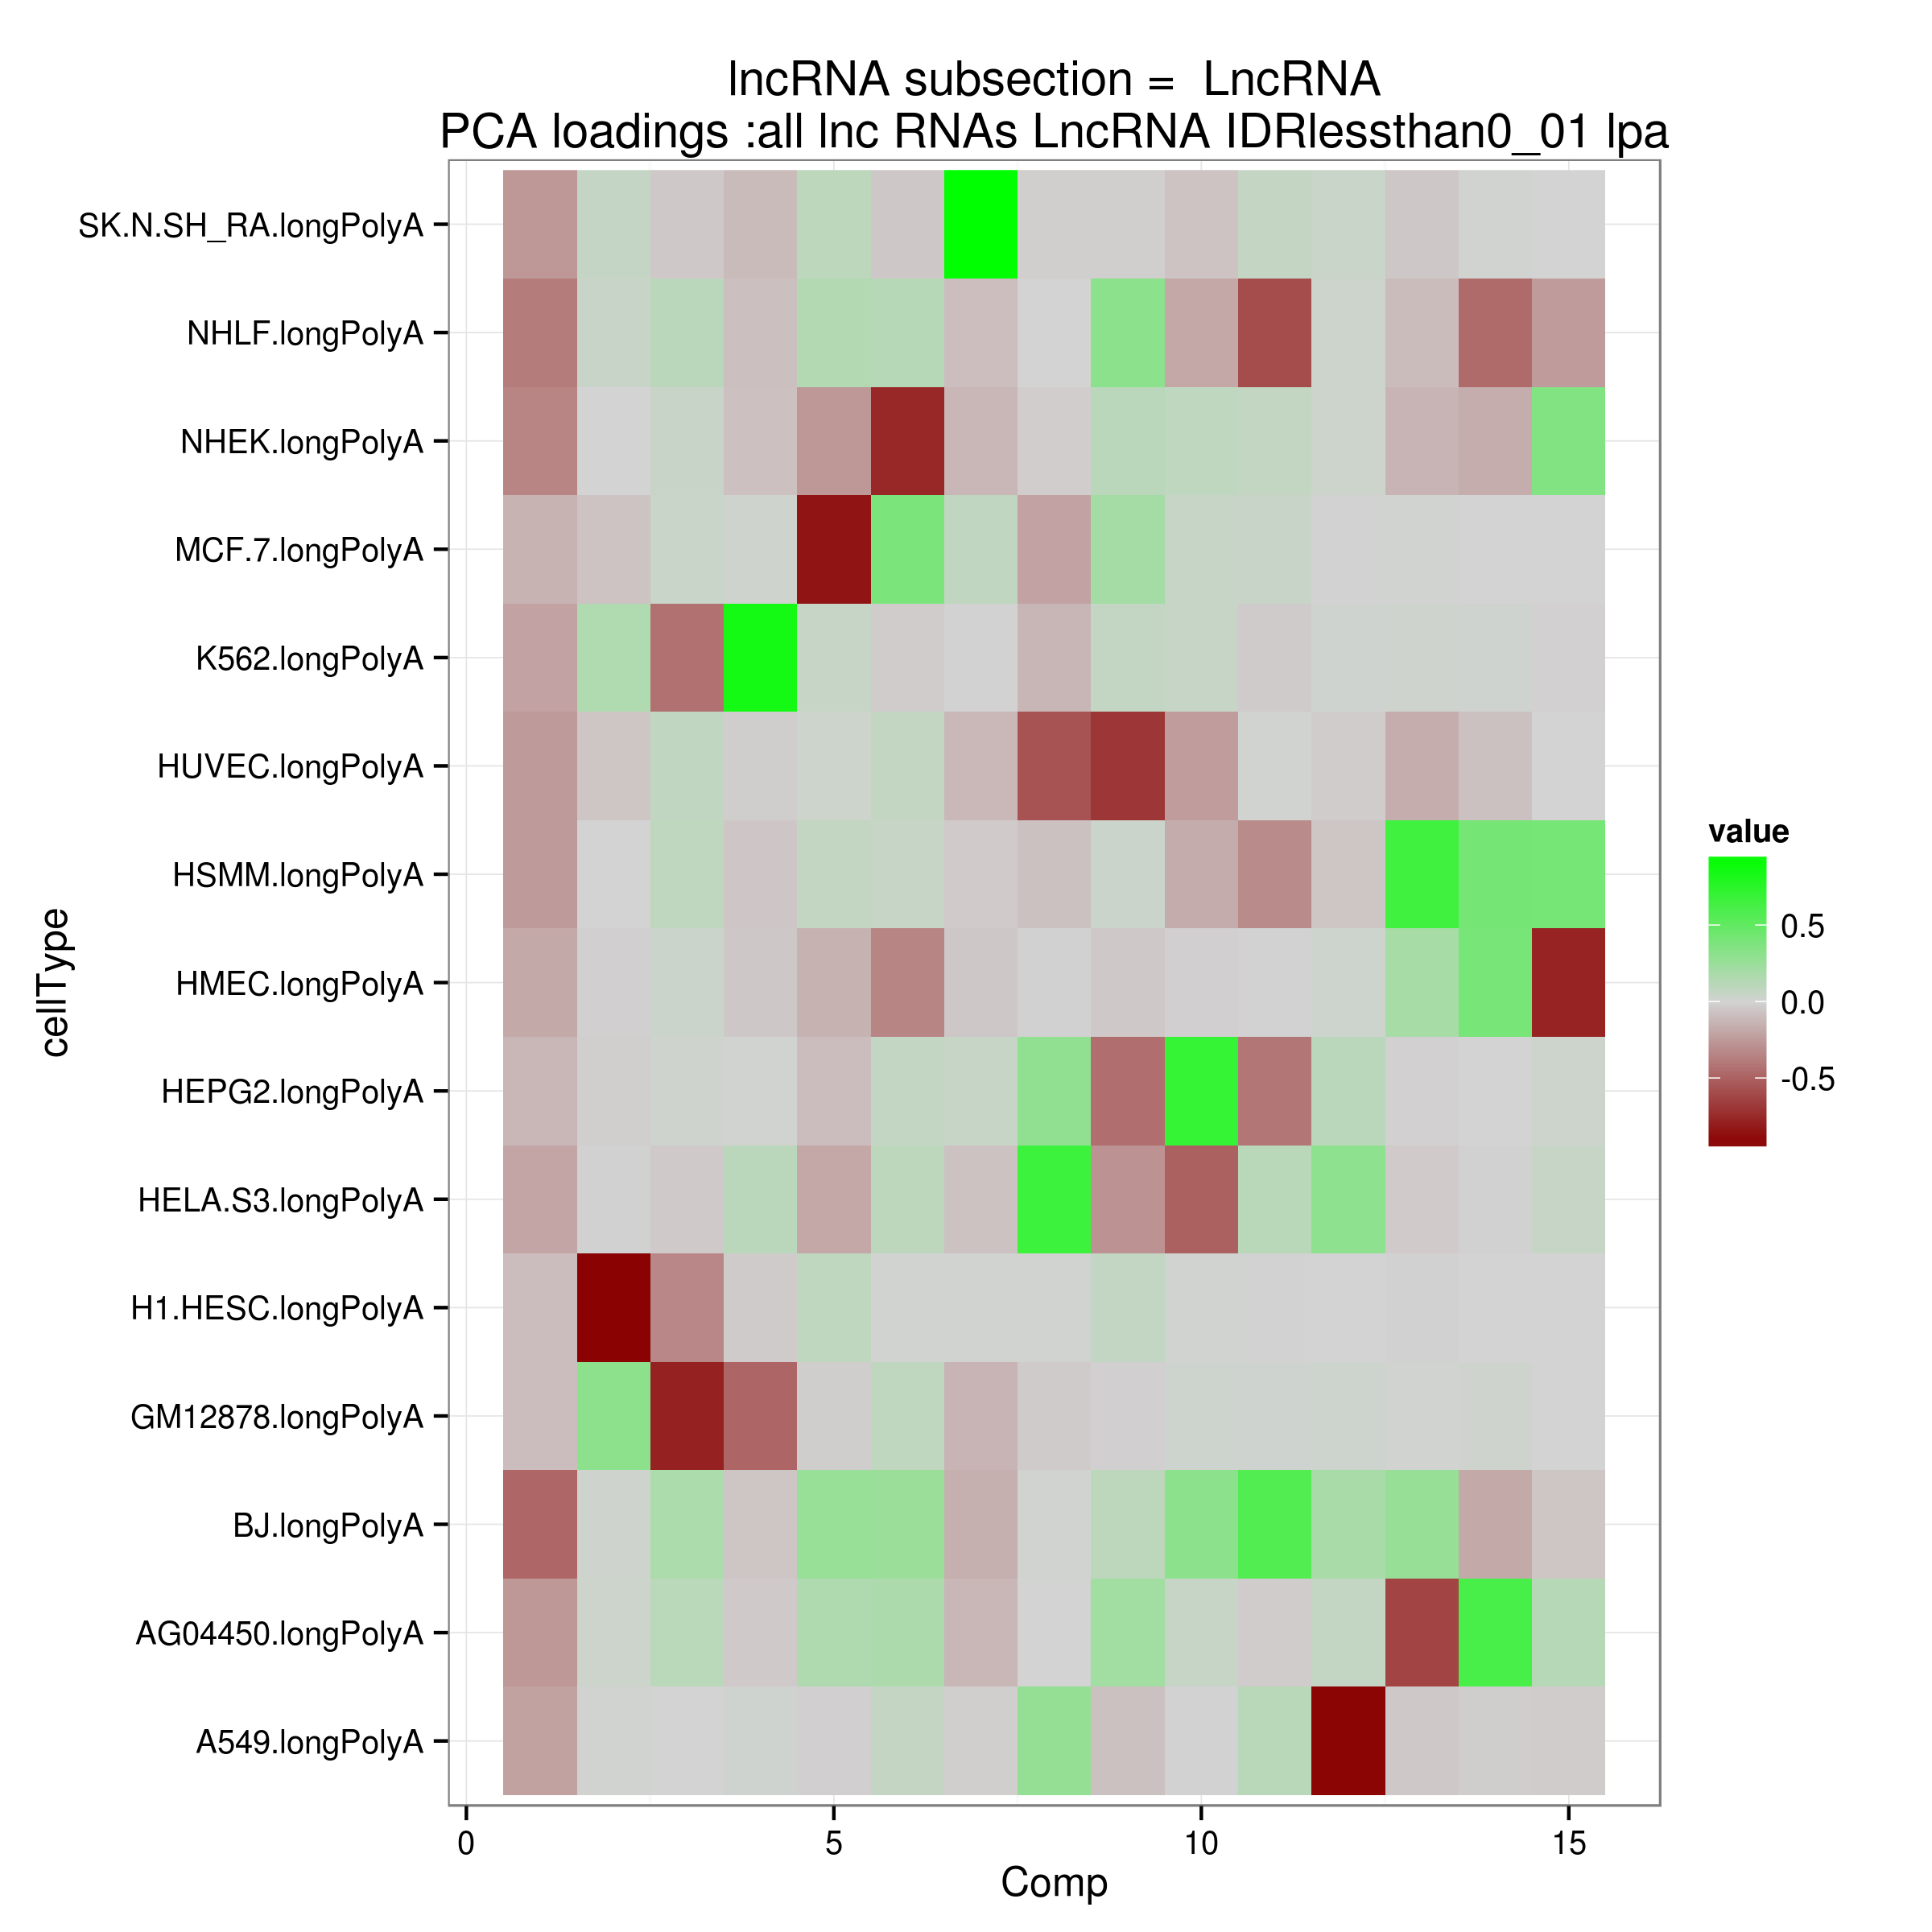 lncRNA subsection =  LncRNA
PCA loadings :all lnc RNAs LncRNA IDRlessthan0_01 lpa
SK.N.SH_RA.longPolyA
NHLF.longPolyA
NHEK.longPolyA
MCF.7.longPolyA
K562.longPolyA
HUVEC.longPolyA
HSMM.longPolyA
HMEC.longPolyA
HEPG2.longPolyA
HELA.S3.longPolyA
H1.HESC.longPolyA
GM12878.longPolyA
BJ.longPolyA
AG04450.longPolyA
A549.longPolyA
cellType
0 5 10 15
Comp
value
0.5
0.0
-0.5